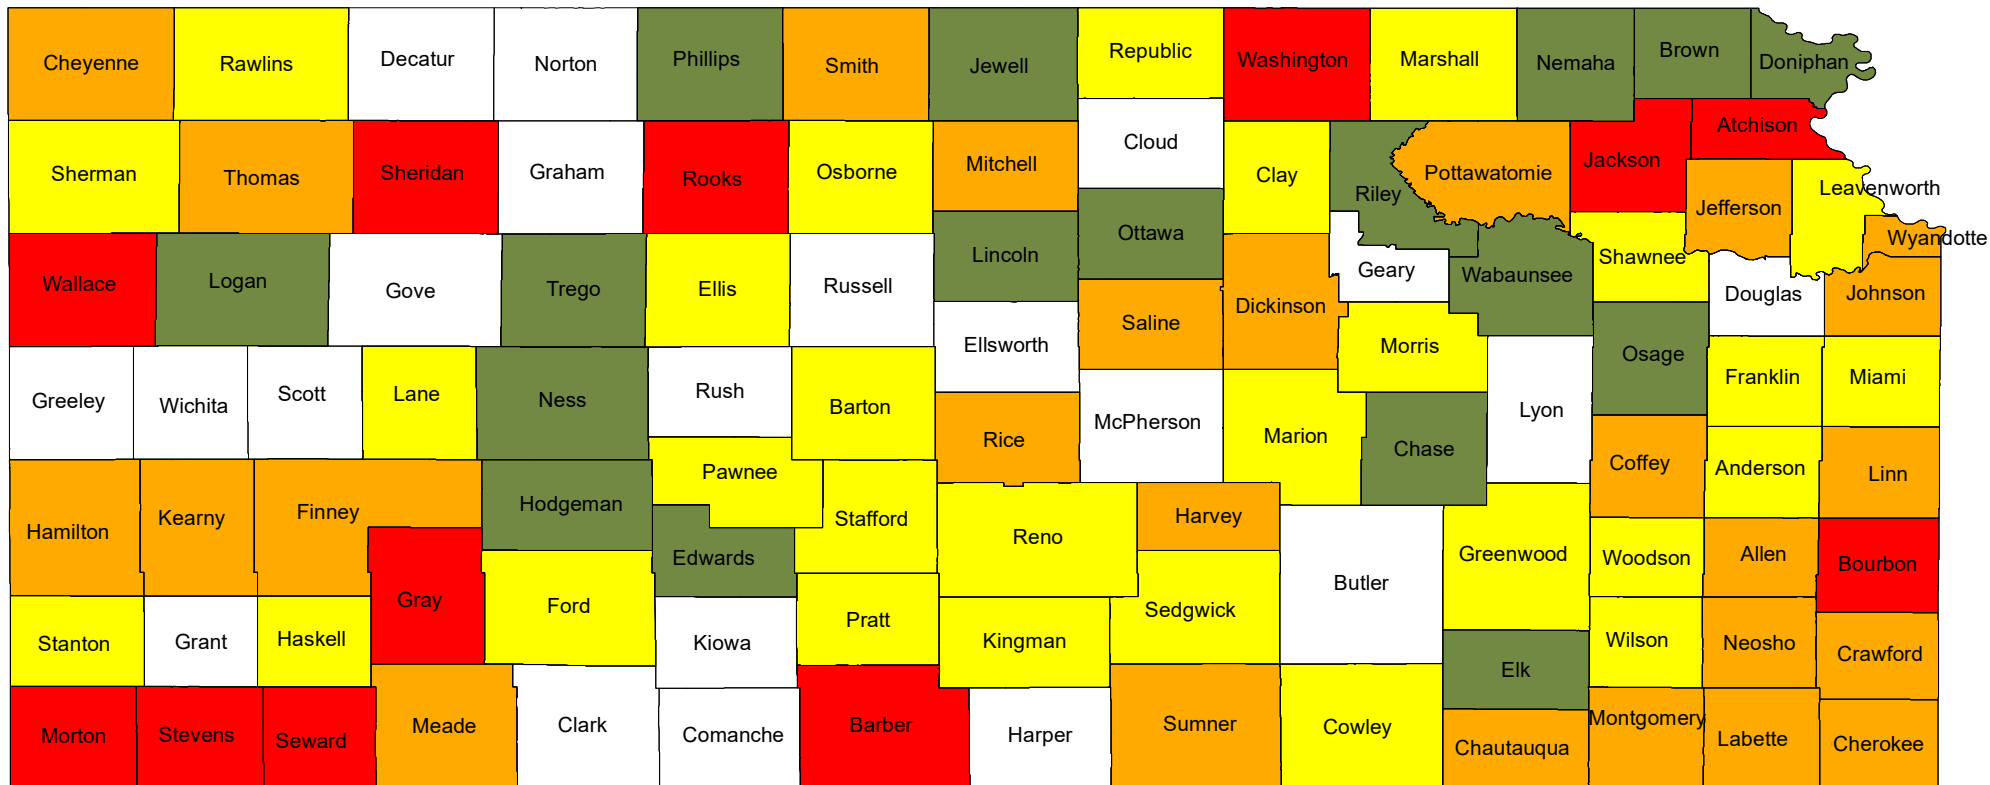 Cheyenne
Rawlins
Decatur
Norton
Phillips
Smith
Jewell
Republic
Washington
Marshall
Nemaha
Brown
Doniphan
Sherman
Thomas
Sheridan
Graham
Rooks
Osborne
Mitchell
Cloud
Clay
Riley
Pottawatomie
Jackson
Atchison
Jefferson
Leavenworth
Wyandotte
Wallace
Logan
Gove
Trego
Ellis
Russell
Lincoln
Ottawa
Saline
Dickinson
Geary
Wabaunsee
Shawnee
Douglas
Johnson
Greeley
Wichita
Scott
Lane
Ness
Rush
Barton
Ellsworth
Rice
McPherson
Marion
Morris
Chase
Lyon
Osage
Franklin
Miami
Hamilton
Kearny
Finney
Hodgeman
Pawnee
Stafford
Reno
Harvey
Coffey
Anderson
Linn
Gray
Ford
Edwards
Pratt
Kingman
Sedgwick
Butler
Greenwood
Woodson
Allen
Bourbon
Stanton
Grant
Haskell
Kiowa
Elk
Wilson
Neosho
Crawford
Morton
Stevens
Seward
Meade
Clark
Comanche
Barber
Harper
Sumner
Cowley
Chautauqua
Montgomery
Labette
Cherokee